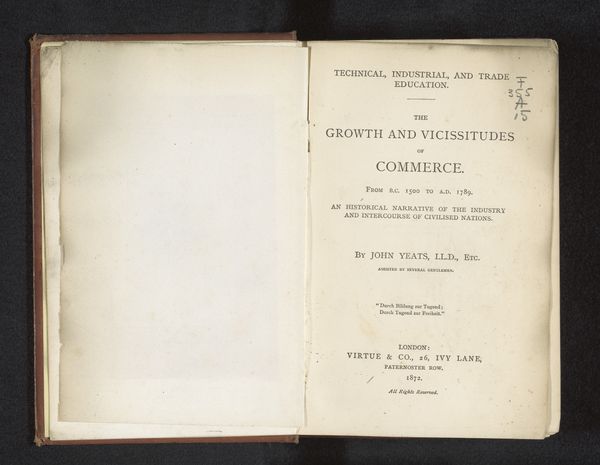 TECHNICAL, INDUSTRIAL, AND TRADE
EDUCATION.
F
355
A
15
THE
GROWTH AND VICISSITUDES
OF
COMMERCE.
FROM B.C. 1500 TO A.D. 1789.
AN HISTORICAL NARRATIVE OF THE INDUSTRY
AND INTERCOURSE OF CIVILISED NATIONS.
BY JOHN YEATS, LL.D., ETC.
ASSISTED BY SEVERAL GENTLEMEN.
"Durch Bildung zur Tugend;
Durch Tugend zur Freiheit."
LONDON:
VIRTUE & CO., 26, IVY LANE,
PATERNOSTER ROW.
1872.
All Rights Reserved.